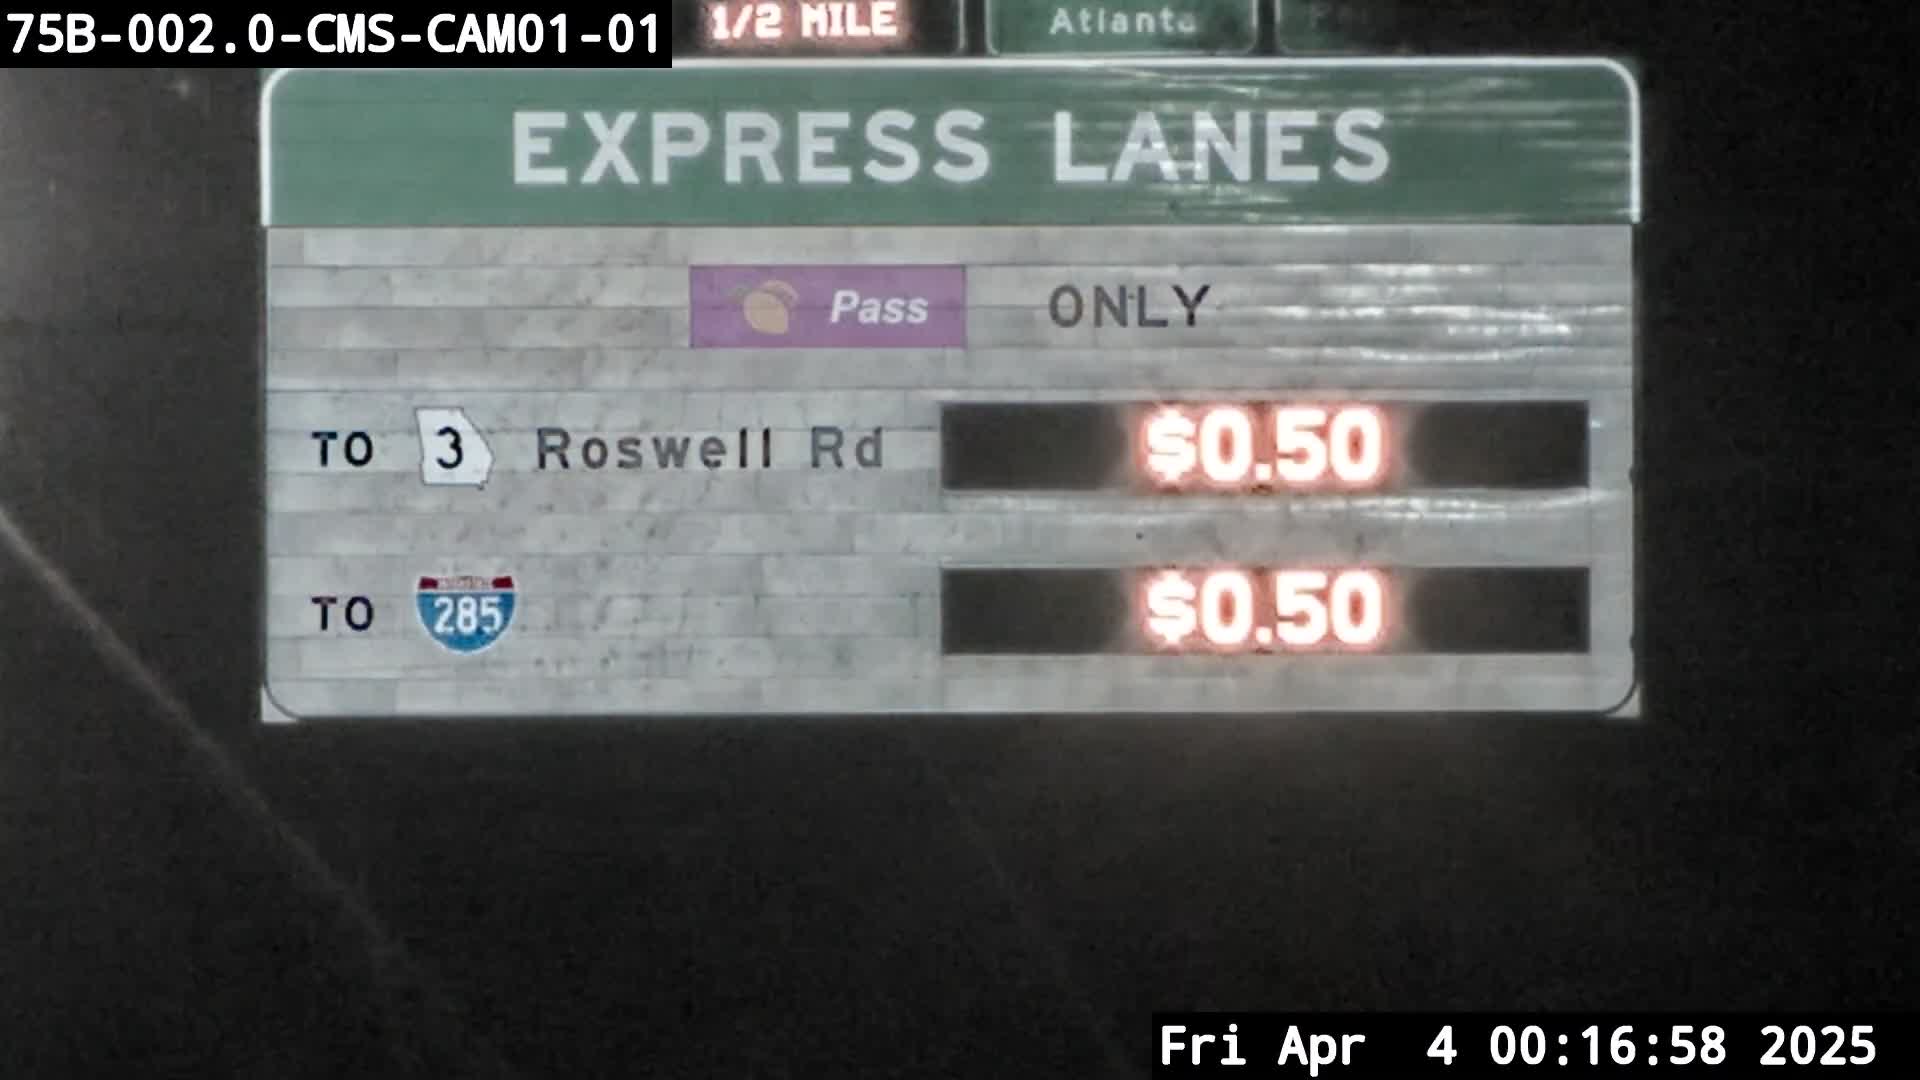 75B-002.0-CMS-CAM01-01
1/2 MILE
Atlanta
EXPRESS LANES
Pass ONLY
TO 3 Roswell Rd $0.50
TO 285 $0.50
Fri Apr 4 00:16:58 2025